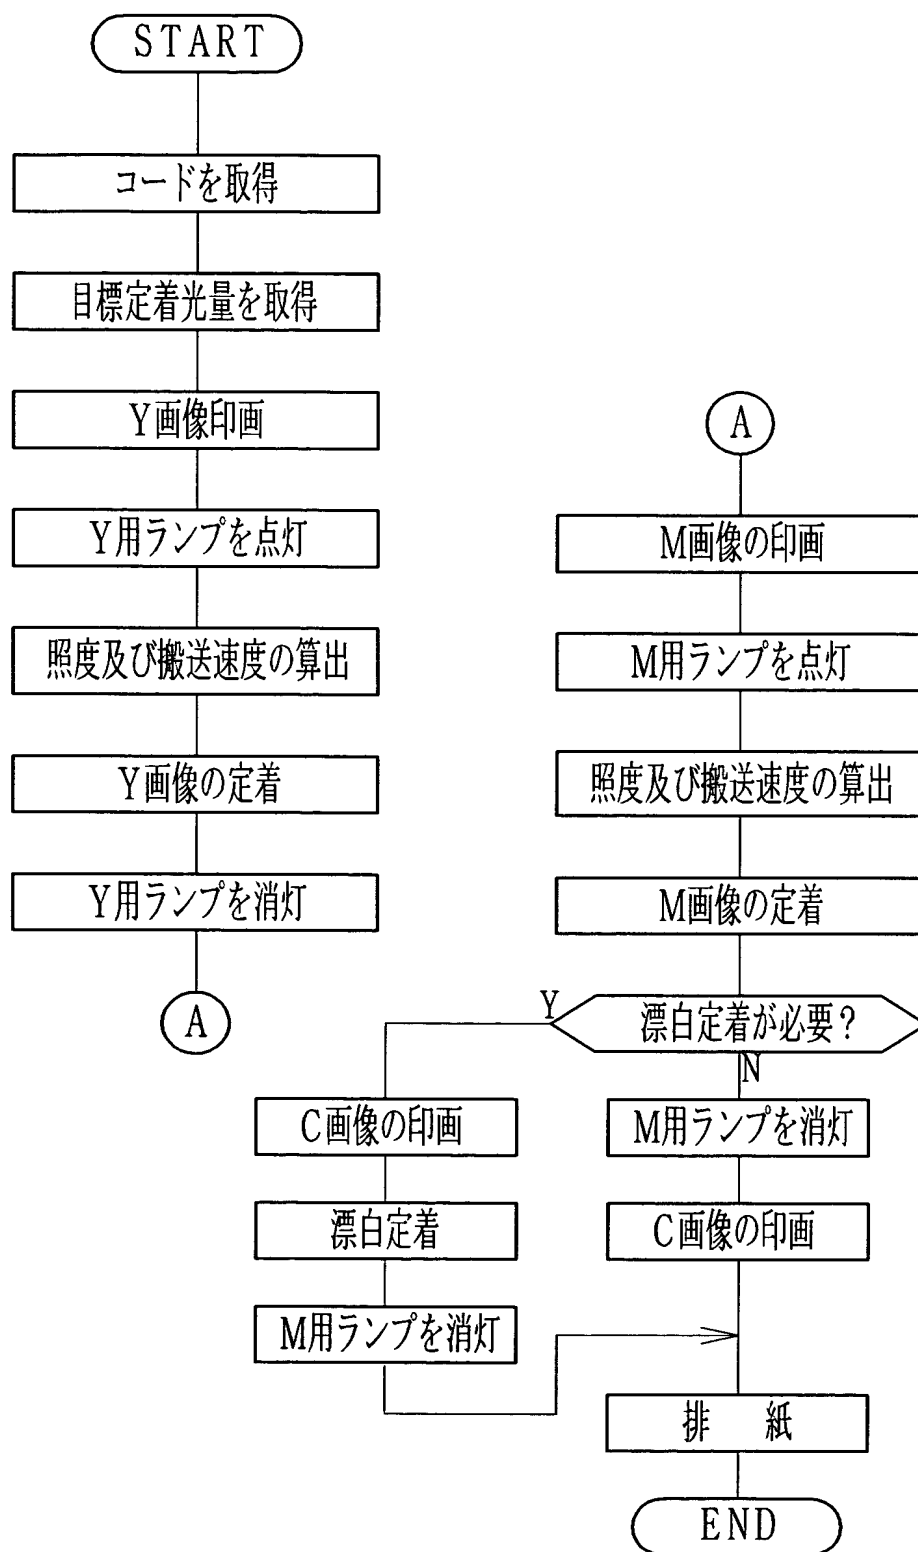 START
コードを取得
目標定着光量を取得
Y画像印画
Y用ランプを点灯
照度及び搬送速度の算出
Y画像の定着
Y用ランプを消灯
A
A
M画像の印画
M用ランプを点灯
照度及び搬送速度の算出
M画像の定着
漂白定着が必要?
Y
N
C画像の印画
漂白定着
M用ランプを消灯
M用ランプを消灯
C画像の印画
排 紙
END